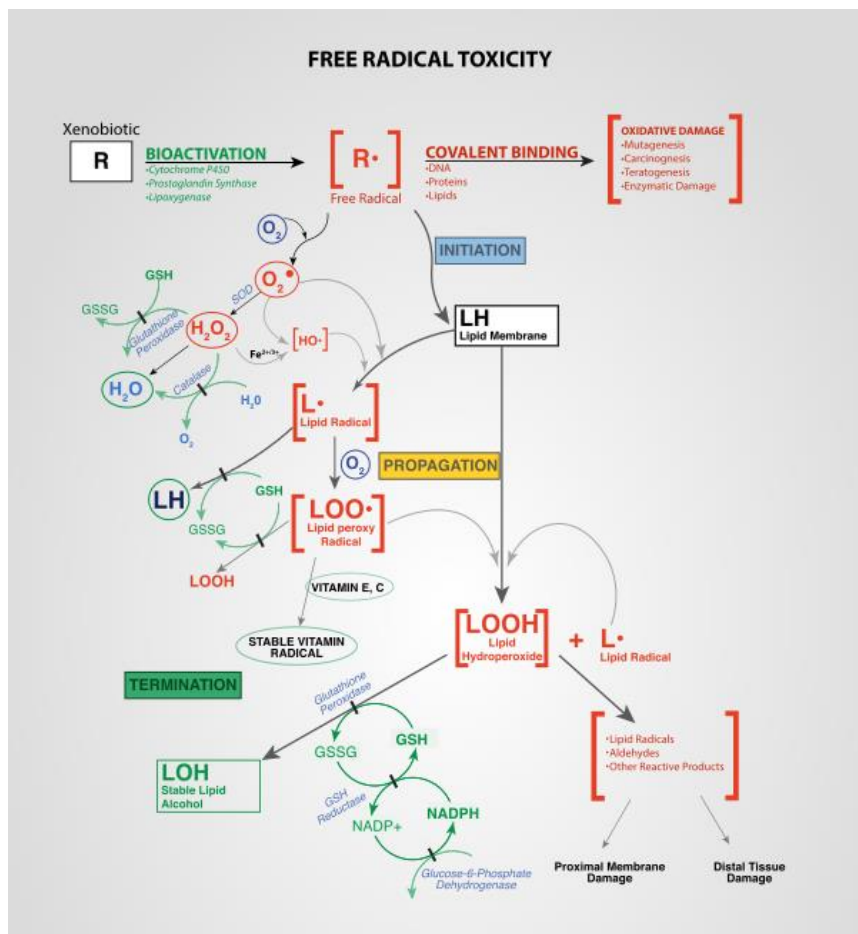 FREE RADICAL TOXICITY
Xenobiotic
R
BIOACTIVATION
•Cytochrome P450
•Prostaglandin Synthase
•Lipoxygenase
R•
Free Radical
COVALENT BINDING
•DNA
•Proteins
•Lipids
OXIDATIVE DAMAGE
•Mutagenesis
•Carcinognesis
•Teratogenesis
•Enzymatic Damage
O₂
INITIATION
O₂•
SOD
GSH
GSSG
Glutathione
Peroxidase
H₂O₂
Fe²⁺/³⁺
[HO•]
LH
Lipid Membrane
H₂O
Catalase
H₂0
O₂
L•
Lipid Radical
O₂
PROPAGATION
LH
GSH
GSSG
LOO•
Lipid peroxy
Radical
LOOH
VITAMIN E, C
STABLE VITAMIN
RADICAL
LOOH
Lipid
Hydroperoxide
+
L•
Lipid Radical
TERMINATION
Glutathione
Peroxidase
GSSG
GSH
LOH
Stable Lipid
Alcohol
GSH
Reductase
NADP+
NADPH
Glucose-6-Phosphate
Dehydrogenase
•Lipid Radicals
•Aldehydes
•Other Reactive Products
Proximal Membrane
Damage
Distal Tissue
Damage